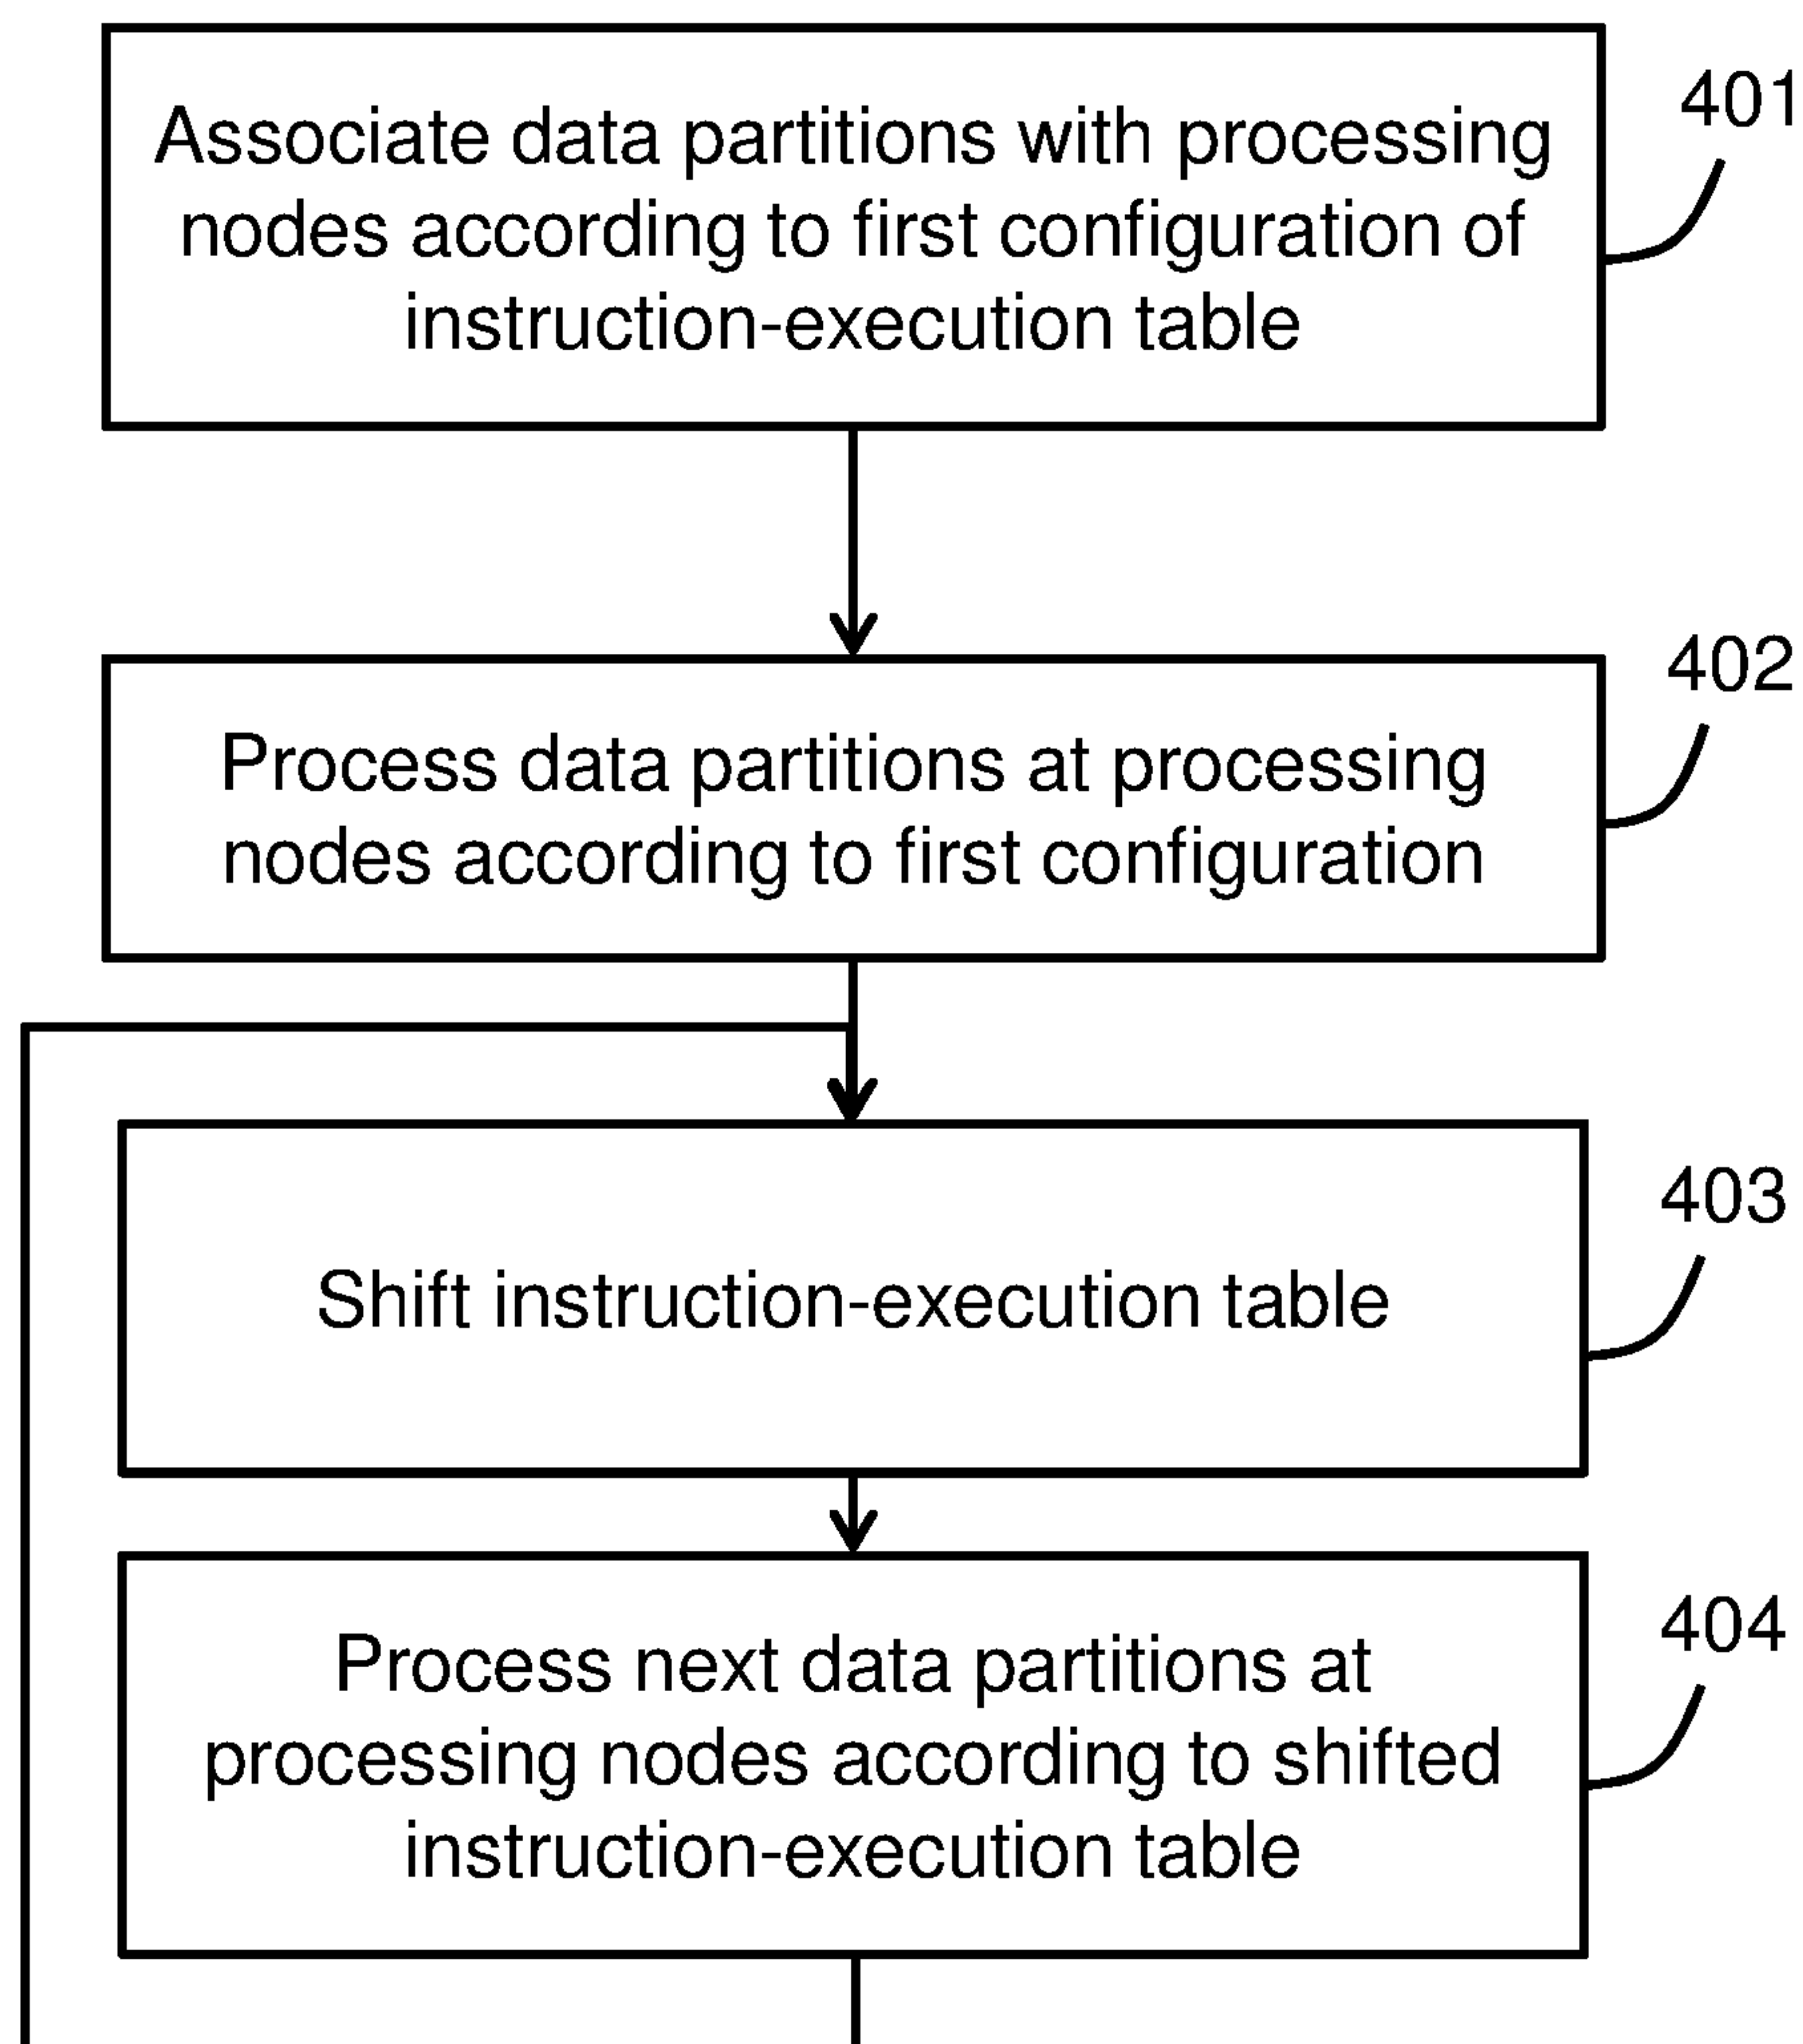 Associate data partitions with processing
nodes according to first configuration of
instruction-execution table
401
Process data partitions at processing
nodes according to first configuration
402
Shift instruction-execution table
403
Process next data partitions at
processing nodes according to shifted
instruction-execution table
404